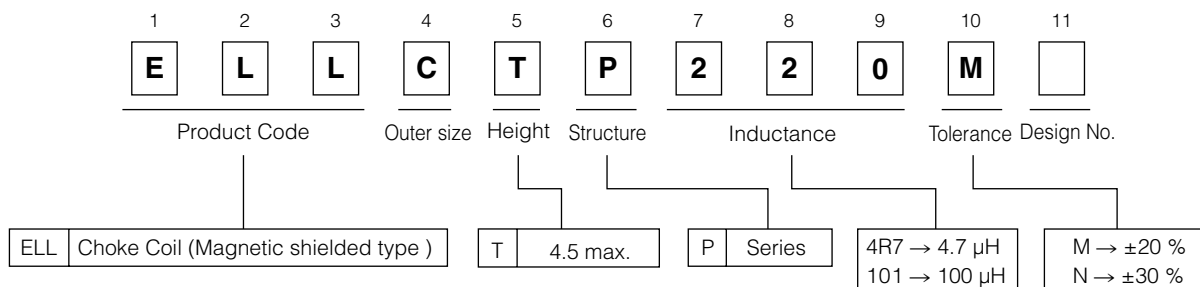 1 2 3 4 5 6 7 8 9 10 11
E L L C T P 2 2 0 M
Product Code Outer size Height Structure Inductance Tolerance Design No.
ELL Choke Coil (Magnetic shielded type )
T 4.5 max.
P Series
4R7 → 4.7 µH
101 → 100 µH
M → ±20 %
N → ±30 %